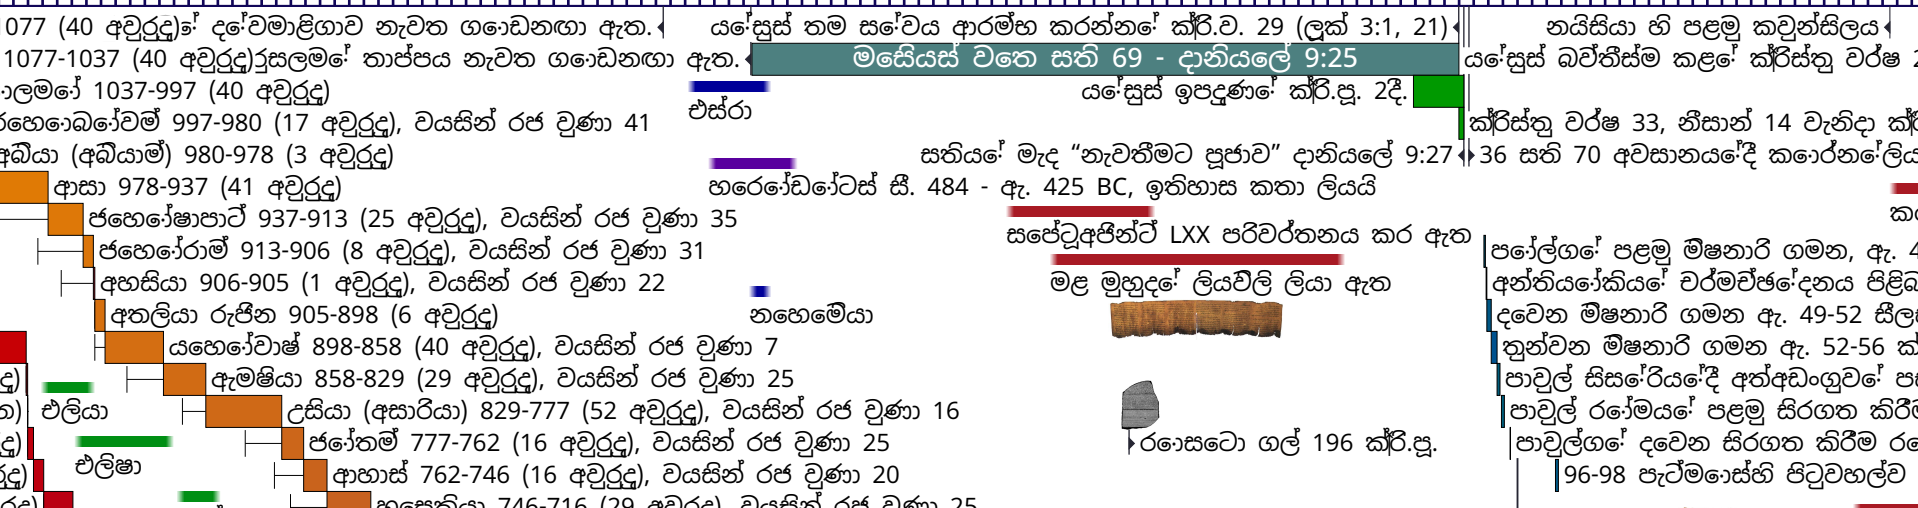 1077 (40 අවුරුදු)
දේවමාළිගාව නැවත ගොඩනඟා ඇත.
යේසුස් තම සේවය ආරම්භ කරන්නේ ක්‍රි.ව. 29 (ලූක් 3:1, 21)
නයිසියා හි පළමු කවුන්සිලය
1077-1037 (40 අවුරුදු)
තාප්පය නැවත ගොඩනඟා ඇත.
මසියස් වතෙ සති 69 - දානියලේ 9:25
යේසුස් බව්තීස්ම කළේ ක්‍රිස්තු වර්ෂ
1037-997 (40 අවුරුදු)
එස්රා
යේසුස් ඉපදුණේ ක්‍රි.පූ. 2දී.
997-980 (17 අවුරුදු), වයසින් රජ වුණා 41
ක්‍රිස්තු වර්ෂ 33, නීසාන් 14 වැනිදා
අබියා (අබියාම්) 980-978 (3 අවුරුදු)
සතියේ මැද “නැවතීමට පූජාව” දානියලේ 9:27
36 සති 70 අවසානයේදී
ආසා 978-937 (41 අවුරුදු)
හෙරෝඩෝටස් සී. 484 - ඇ. 425 BC, ඉතිහාස කතා ලියයි
ජෙහෝෂාපාට් 937-913 (25 අවුරුදු), වයසින් රජ වුණා 35
සප්ටූඅජින්ට් LXX පරිවර්තනය කර ඇත
ජෙහෝරාම් 913-906 (8 අවුරුදු), වයසින් රජ වුණා 31
පෝල්ගේ පළමු මිෂනාරි ගමන, ඇ.
අහසියා 906-905 (1 අවුරුදු), වයසින් රජ වුණා 22
මළ මුහුදේ ලියවිලි ලියා ඇත
අන්තියෝකියේ චර්මච්ඡේදනය
අතලියා රුජින 905-898 (6 අවුරුදු)
නෙහෙමියා
දෙවන මිෂනාරි ගමන ඇ. 49-52
යෙහෝවාෂ් 898-858 (40 අවුරුදු), වයසින් රජ වුණා 7
තුන්වන මිෂනාරි ගමන ඇ. 52-56
ඇමෂියා 858-829 (29 අවුරුදු), වයසින් රජ වුණා 25
පාවුල් සිසේරියේදී අත්අඩංගුවේ
එලියා
උසියා (අසාරියා) 829-777 (52 අවුරුදු), වයසින් රජ වුණා 16
පාවුල් රෝමයේ පළමු සිරගත කිරීම
ජෝතම් 777-762 (16 අවුරුදු), වයසින් රජ වුණා 25
රොසෙටා ගල් 196 ක්‍රි.පූ.
පාවුල්ගේ දෙවන සිරගත කිරීම
එලිෂා
ආහාස් 762-746 (16 අවුරුදු), වයසින් රජ වුණා 20
96-98 පැට්මොස්හි පිටුවහල්ව
746-716 (29 අවුරුදු), වයසින් රජ වුණා 25